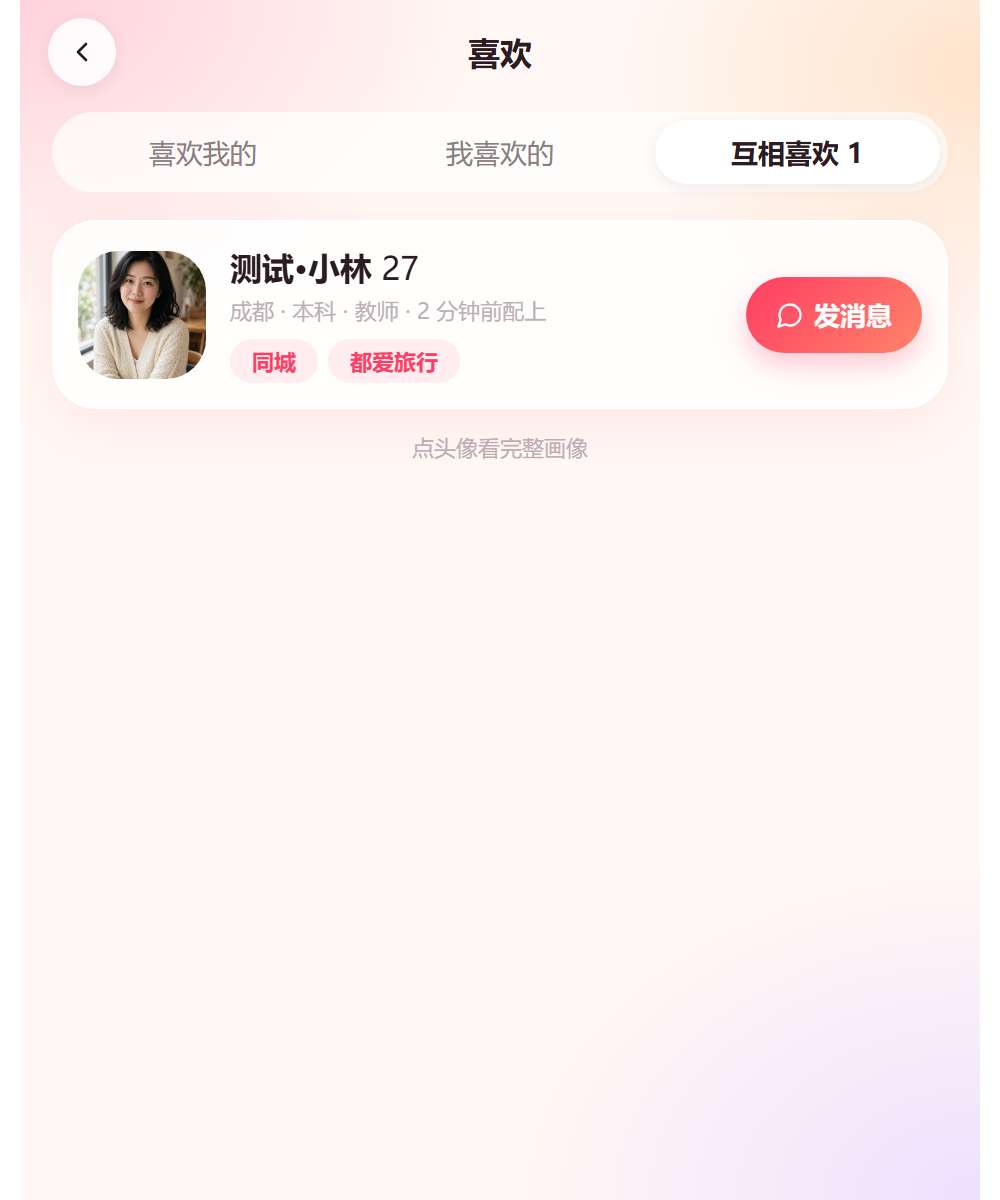 喜欢
喜欢我的
我喜欢的
互相喜欢 1
测试•小林 27
成都 · 本科 · 教师 · 2 分钟前配上
同城
都爱旅行
发消息
点头像看完整画像